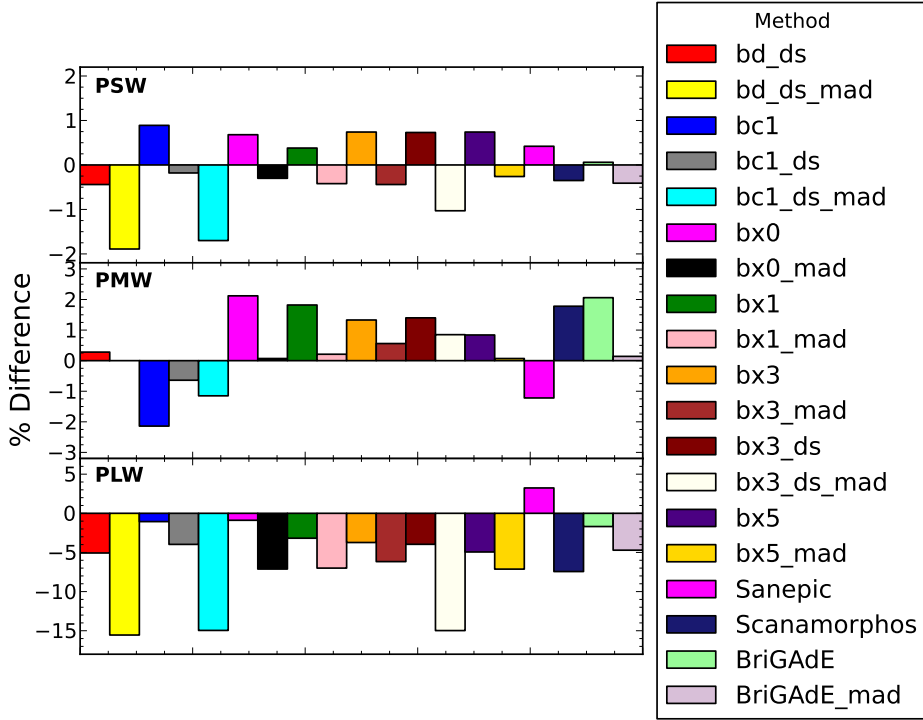 PSW
2
1
0
−1
−2
PMW
3
2
1
0
−1
−2
−3
PLW
5
0
−5
−10
−15
% Difference
Method
bd_ds
bd_ds_mad
bc1
bc1_ds
bc1_ds_mad
bx0
bx0_mad
bx1
bx1_mad
bx3
bx3_mad
bx3_ds
bx3_ds_mad
bx5
bx5_mad
Sanepic
Scanamorphos
BriGAdE
BriGAdE_mad